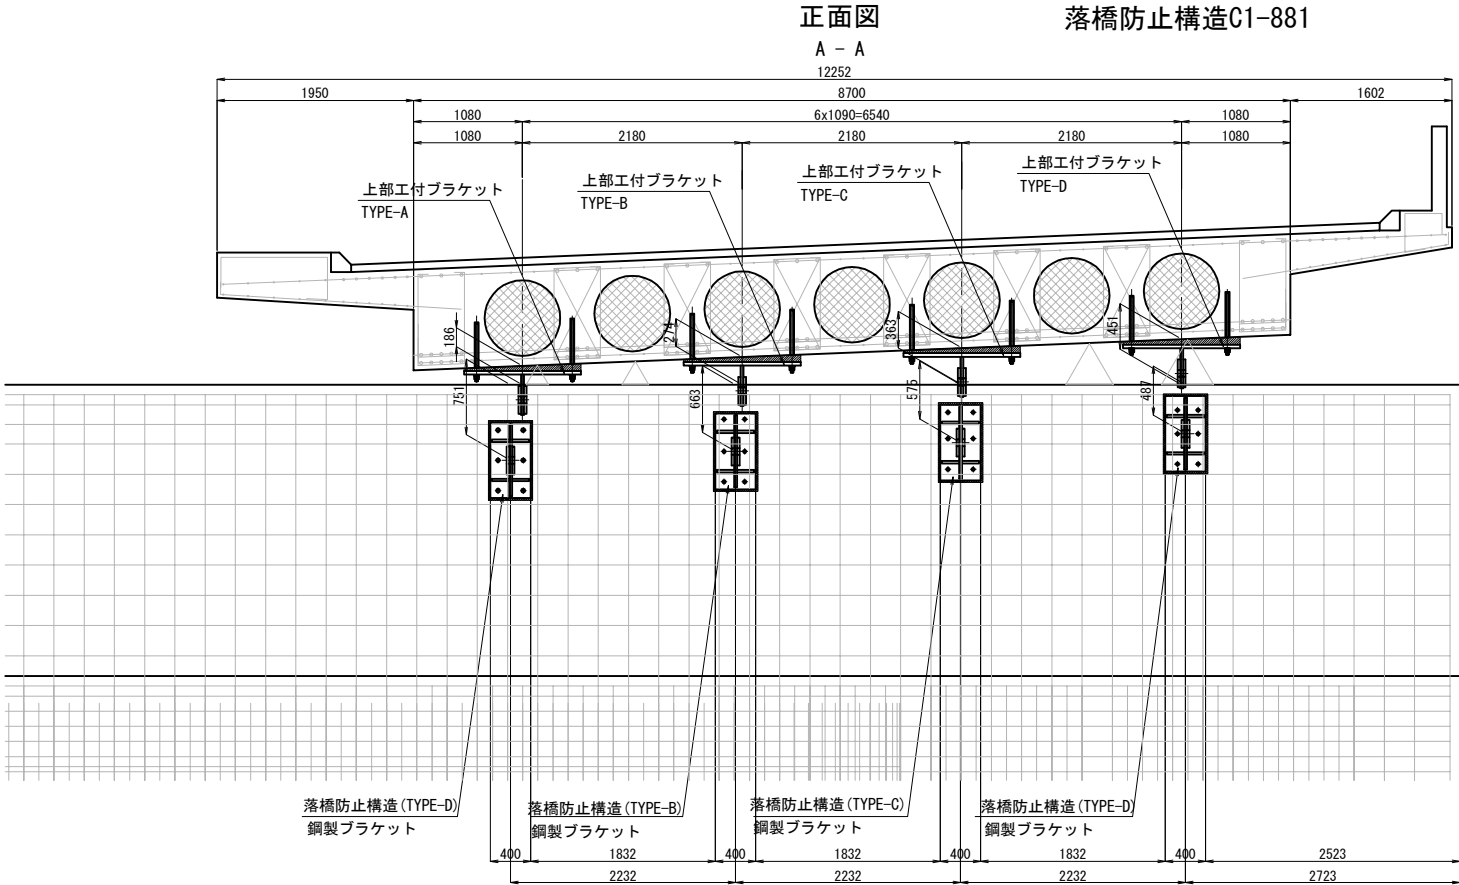 正面図
落橋防止構造C1-881
A - A
12252
1950
8700
1602
1080
6x1090=6540
1080
1080
2180
2180
2180
1080
上部工付ブラケット
TYPE-A
上部工付ブラケット
TYPE-B
上部工付ブラケット
TYPE-C
上部工付ブラケット
TYPE-D
186
274
363
451
751
663
575
487
落橋防止構造(TYPE-D)
鋼製ブラケット
落橋防止構造(TYPE-B)
鋼製ブラケット
落橋防止構造(TYPE-C)
鋼製ブラケット
落橋防止構造(TYPE-D)
鋼製ブラケット
400
1832
400
1832
400
1832
400
2523
2232
2232
2232
2723